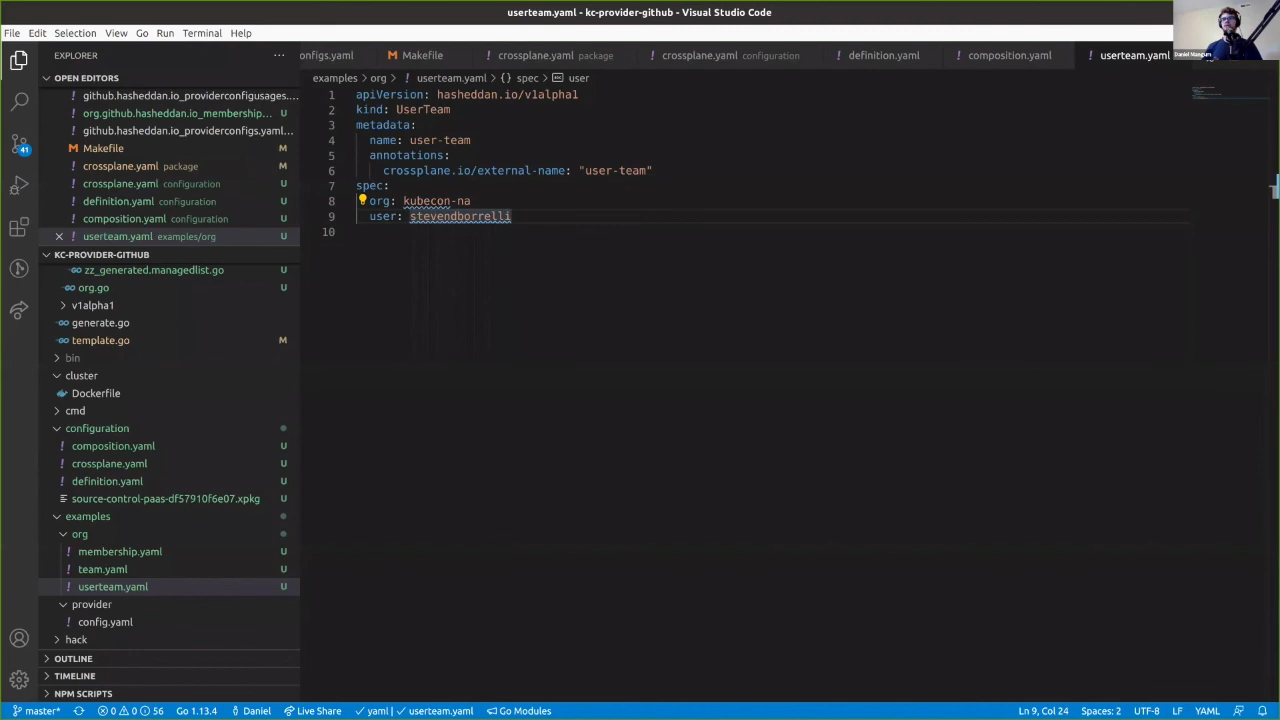 userteam.yaml - kc-provider-github - Visual Studio Code
File Edit Selection View Go Run Terminal Help
Daniel Mangum
EXPLORER ···
onfigs.yaml Makefile crossplane.yaml package crossplane.yaml configuration definition.yaml composition.yaml userteam.yaml
OPEN EDITORS
github.hasheddan.io_providerconfigusages....
org.github.hasheddan.io_membership... U
github.hasheddan.io_providerconfigs.yaml...
Makefile M
crossplane.yaml package M
crossplane.yaml configuration U
definition.yaml configuration U
composition.yaml configuration U
userteam.yaml examples/org U
KC-PROVIDER-GITHUB
zz_generated.managedlist.go U
org.go U
v1alpha1
generate.go
template.go M
bin
cluster
Dockerfile
cmd
configuration
composition.yaml U
crossplane.yaml U
definition.yaml U
source-control-paas-df57910f6e07.xpkg U
examples
org
membership.yaml U
team.yaml U
userteam.yaml U
provider
config.yaml
hack
OUTLINE
TIMELINE
NPM SCRIPTS
41
examples > org > ! userteam.yaml > {} spec > abc user
1 apiVersion: hasheddan.io/v1alpha1
2 kind: UserTeam
3 metadata:
4 name: user-team
5 annotations:
6 crossplane.io/external-name: "user-team"
7 spec:
8 org: kubecon-na
9 user: stevendborrelli
10
master* 0 0 56 Go 1.13.4 Daniel Live Share yaml | userteam.yaml Go Modules Ln 9, Col 24 Spaces: 2 UTF-8 LF YAML